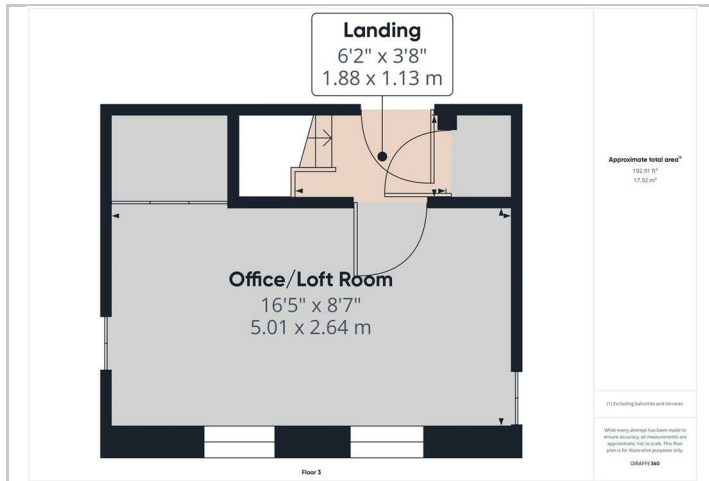 Landing
6'2" x 3'8"
1.88 x 1.13 m
Office/Loft Room
16'5" x 8'7"
5.01 x 2.64 m
Floor 3
Approximate total area⁽¹⁾
192.91 ft²
17.92 m²
(1) Excluding balconies and terraces
While every attempt has been made to
ensure accuracy, all measurements are
approximate, not to scale. This floor
plan is for illustrative purposes only.
GIRAFFE360